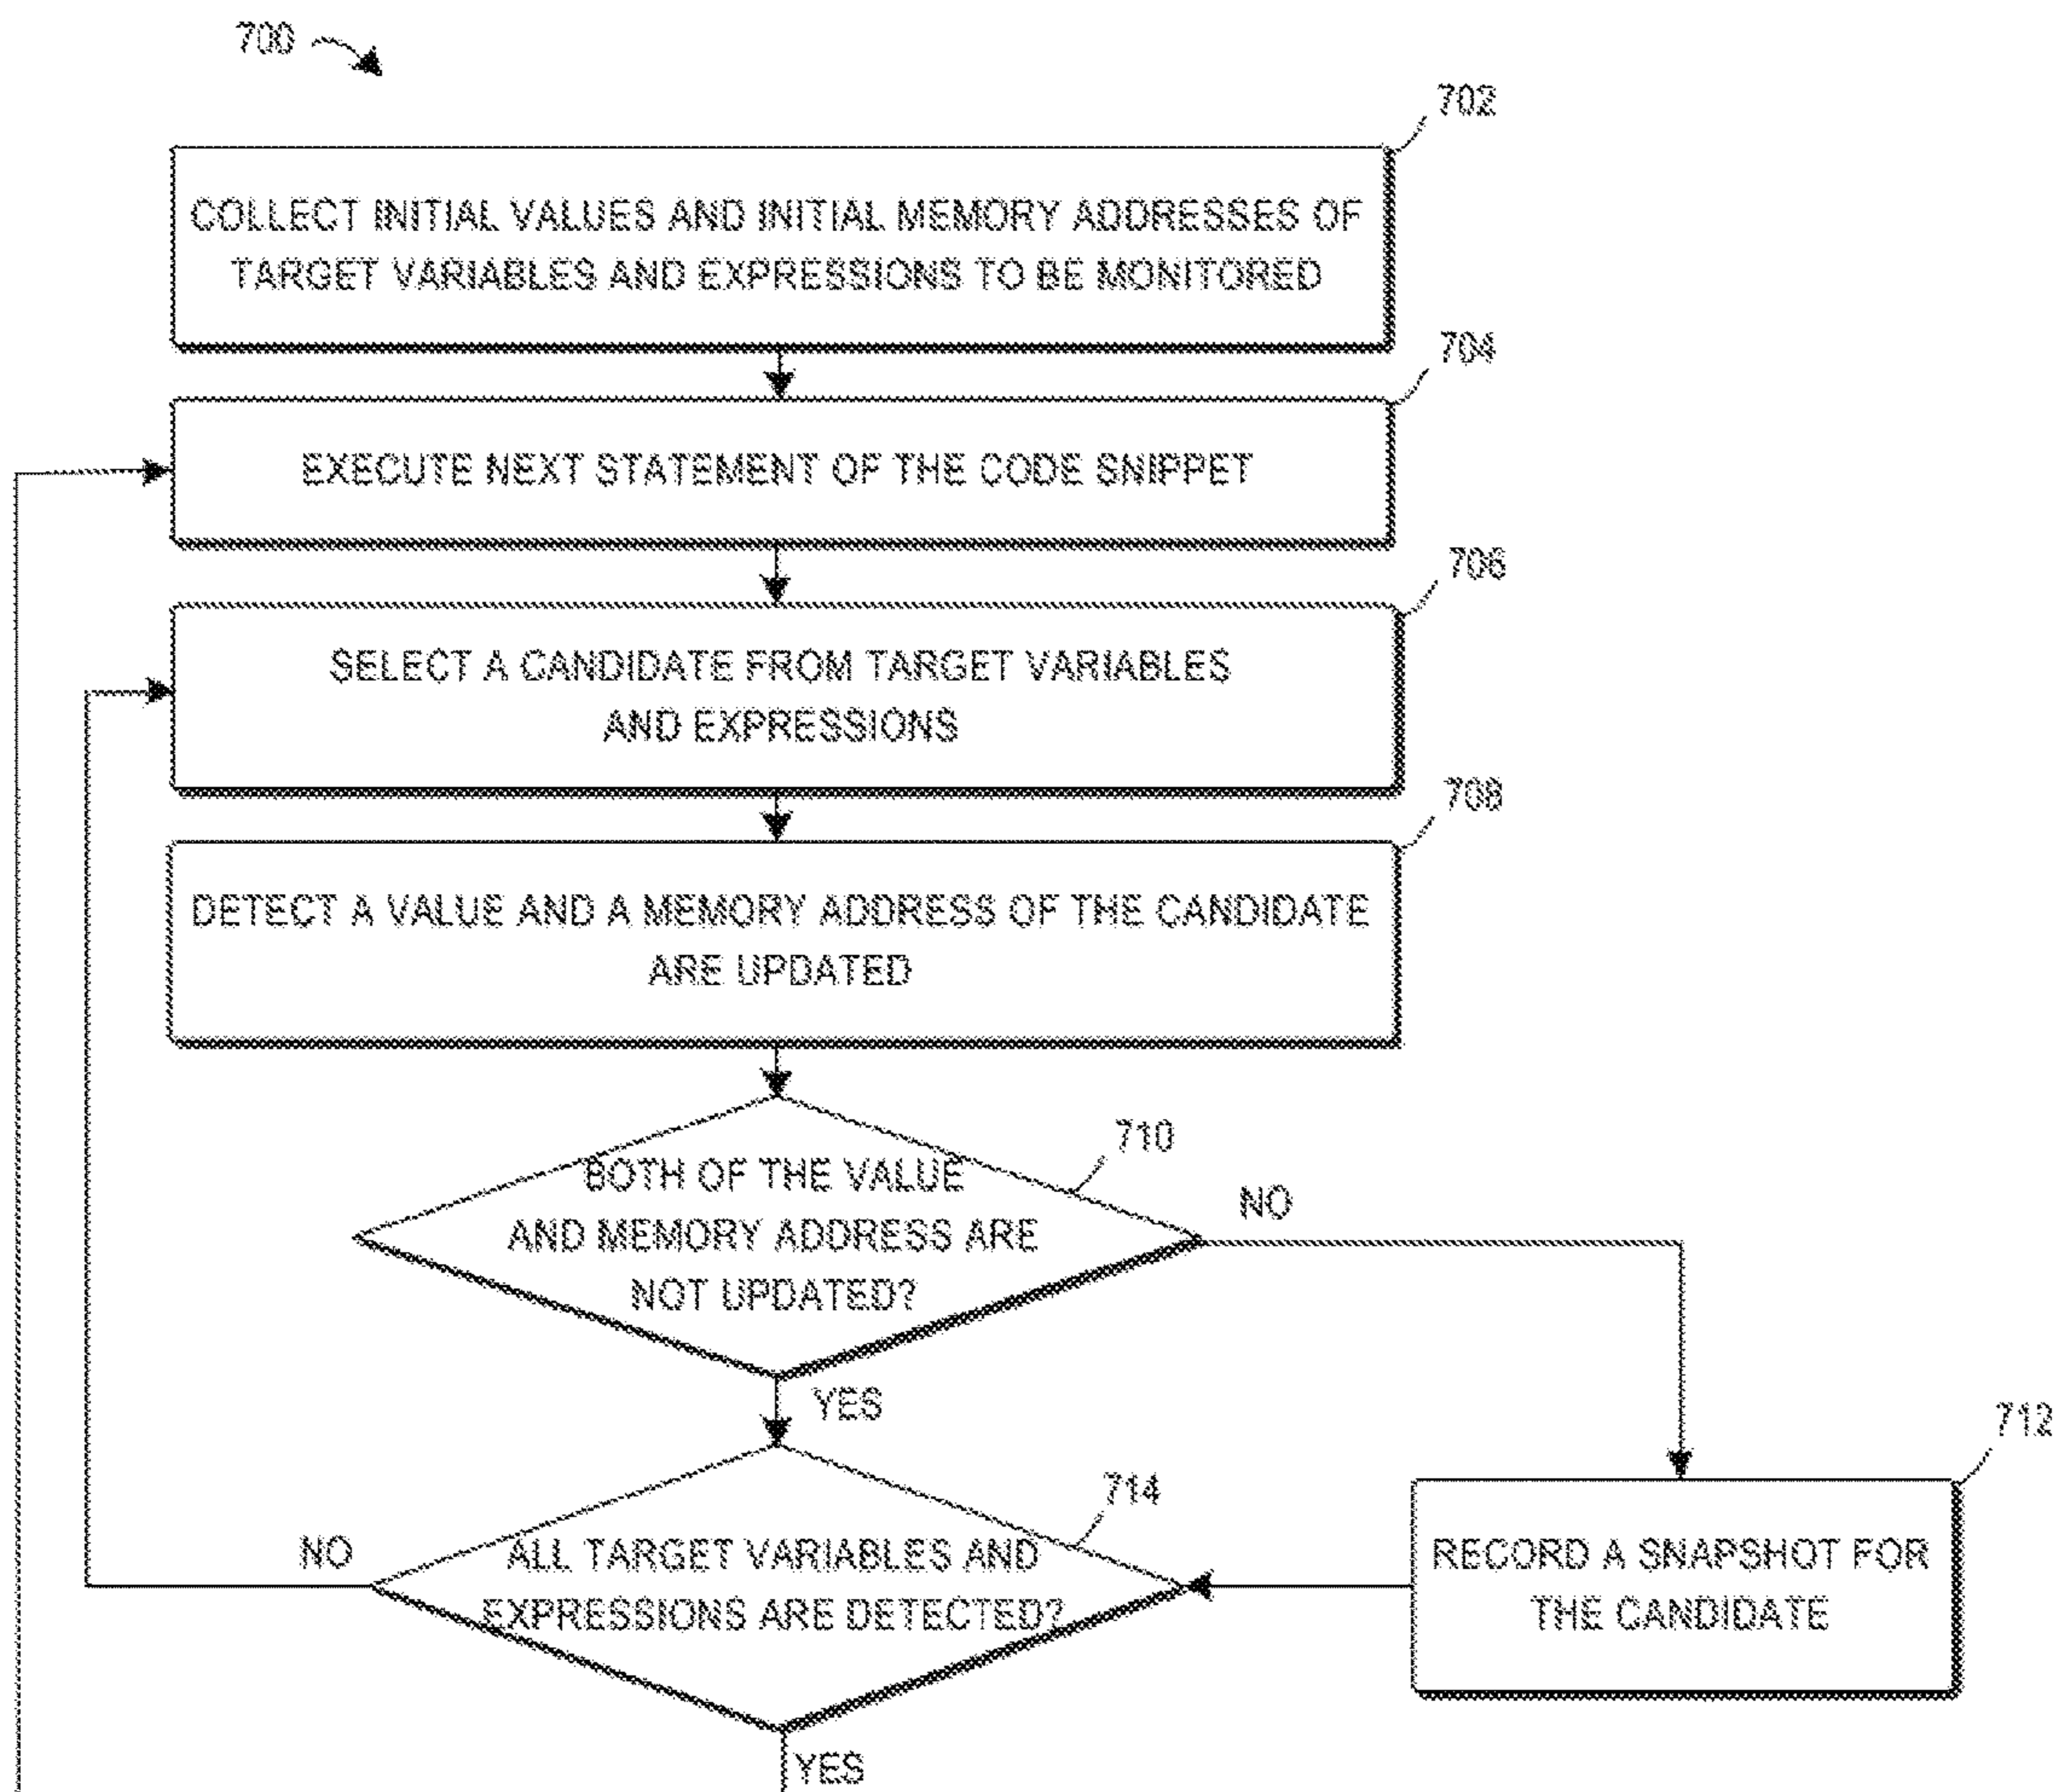 700
702
COLLECT INITIAL VALUES AND INITIAL MEMORY ADDRESSES OF
TARGET VARIABLES AND EXPRESSIONS TO BE MONITORED
704
EXECUTE NEXT STATEMENT OF THE CODE SNIPPET
706
SELECT A CANDIDATE FROM TARGET VARIABLES
AND EXPRESSIONS
708
DETECT A VALUE AND A MEMORY ADDRESS OF THE CANDIDATE
ARE UPDATED
710
BOTH OF THE VALUE
AND MEMORY ADDRESS ARE
NOT UPDATED?
NO
YES
712
714
NO
ALL TARGET VARIABLES AND
EXPRESSIONS ARE DETECTED?
RECORD A SNAPSHOT FOR
THE CANDIDATE
YES